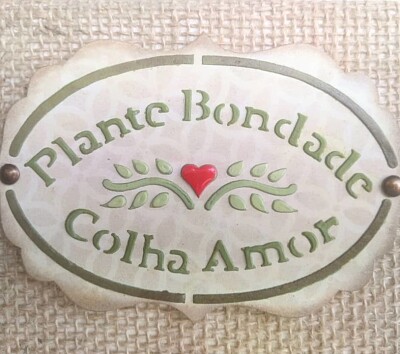 Plante Bondade
Colha Amor